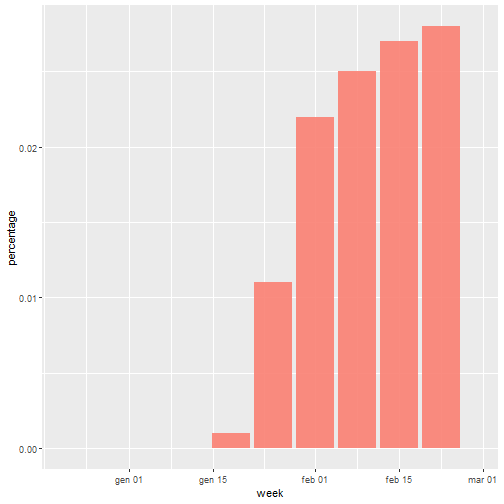 percentage
0.02
0.01
0.00
gen 01
gen 15
feb 01
feb 15
mar 01
week